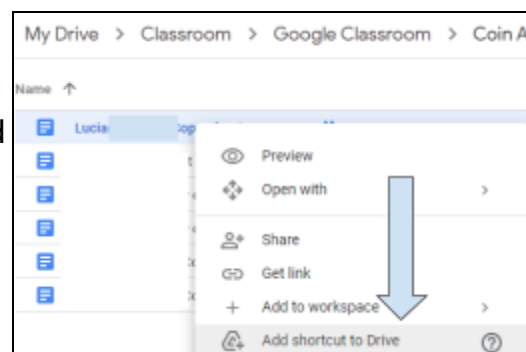 My Drive > Classroom > Google Classroom > Coin A
Name ↑
Lucia
Preview
Open with >
Share
Get link
+ Add to workspace >
Add shortcut to Drive ?